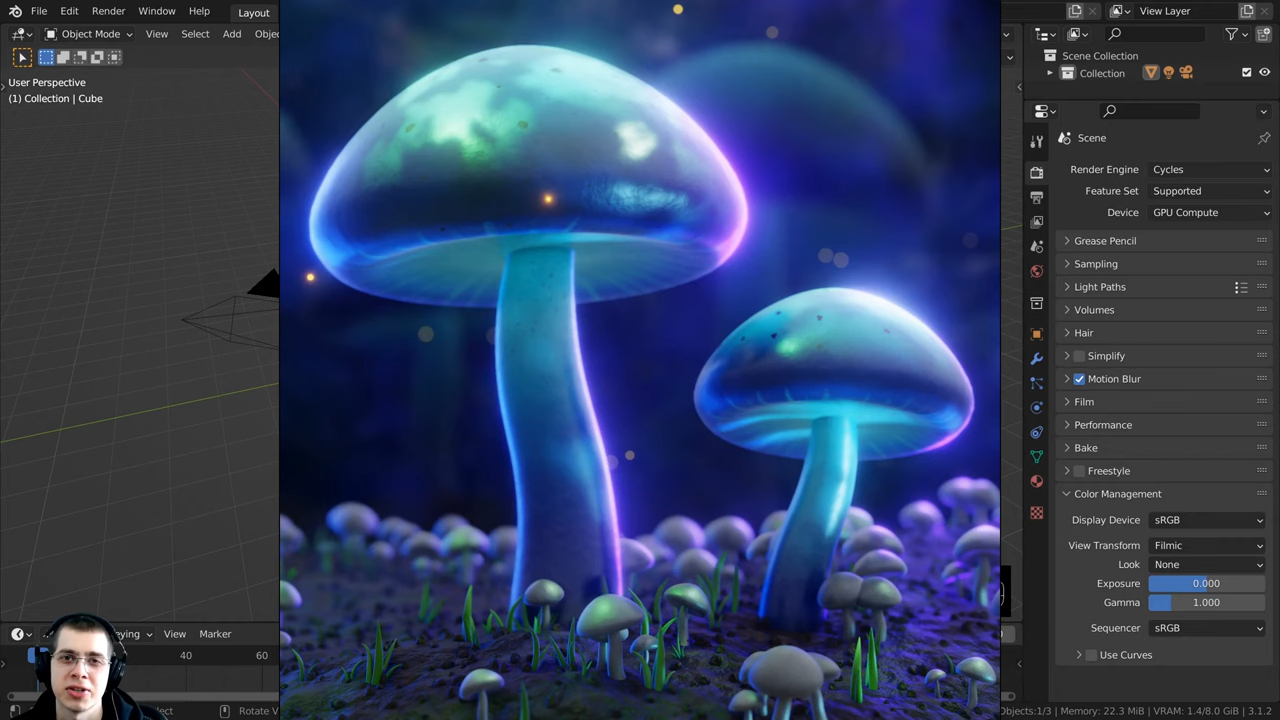 File Edit Render Window Help Layout
View Layer
Object Mode View Select Add
User Perspective
(1) Collection | Cube
Scene Collection
Collection
Scene
Render Engine Cycles
Feature Set Supported
Device GPU Compute
Grease Pencil
Sampling
Light Paths
Volumes
Hair
Simplify
Motion Blur
Film
Performance
Bake
Freestyle
Color Management
Display Device sRGB
View Transform Filmic
Look None
Exposure 0.000
Gamma 1.000
Sequencer sRGB
Use Curves
View Marker
40 60
Objects:1/3 | Memory: 22.3 MiB | VRAM: 1.4/8.0 GiB | 3.1.2